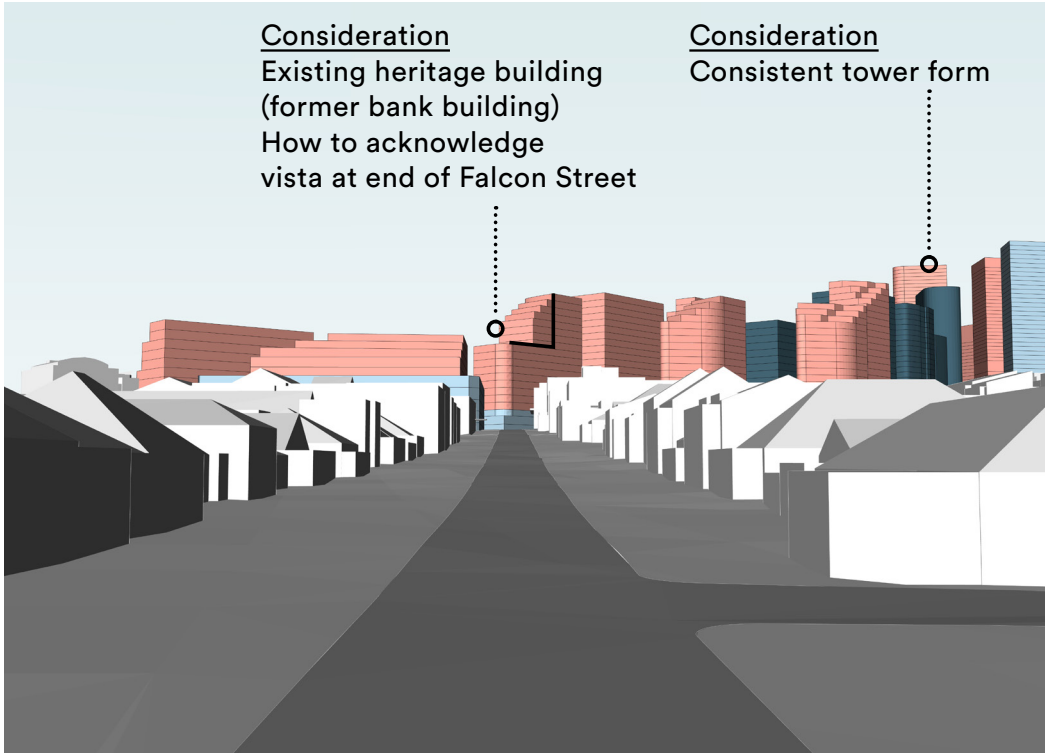 Consideration
Existing heritage building
(former bank building)
How to acknowledge
vista at end of Falcon Street
Consideration
Consistent tower form